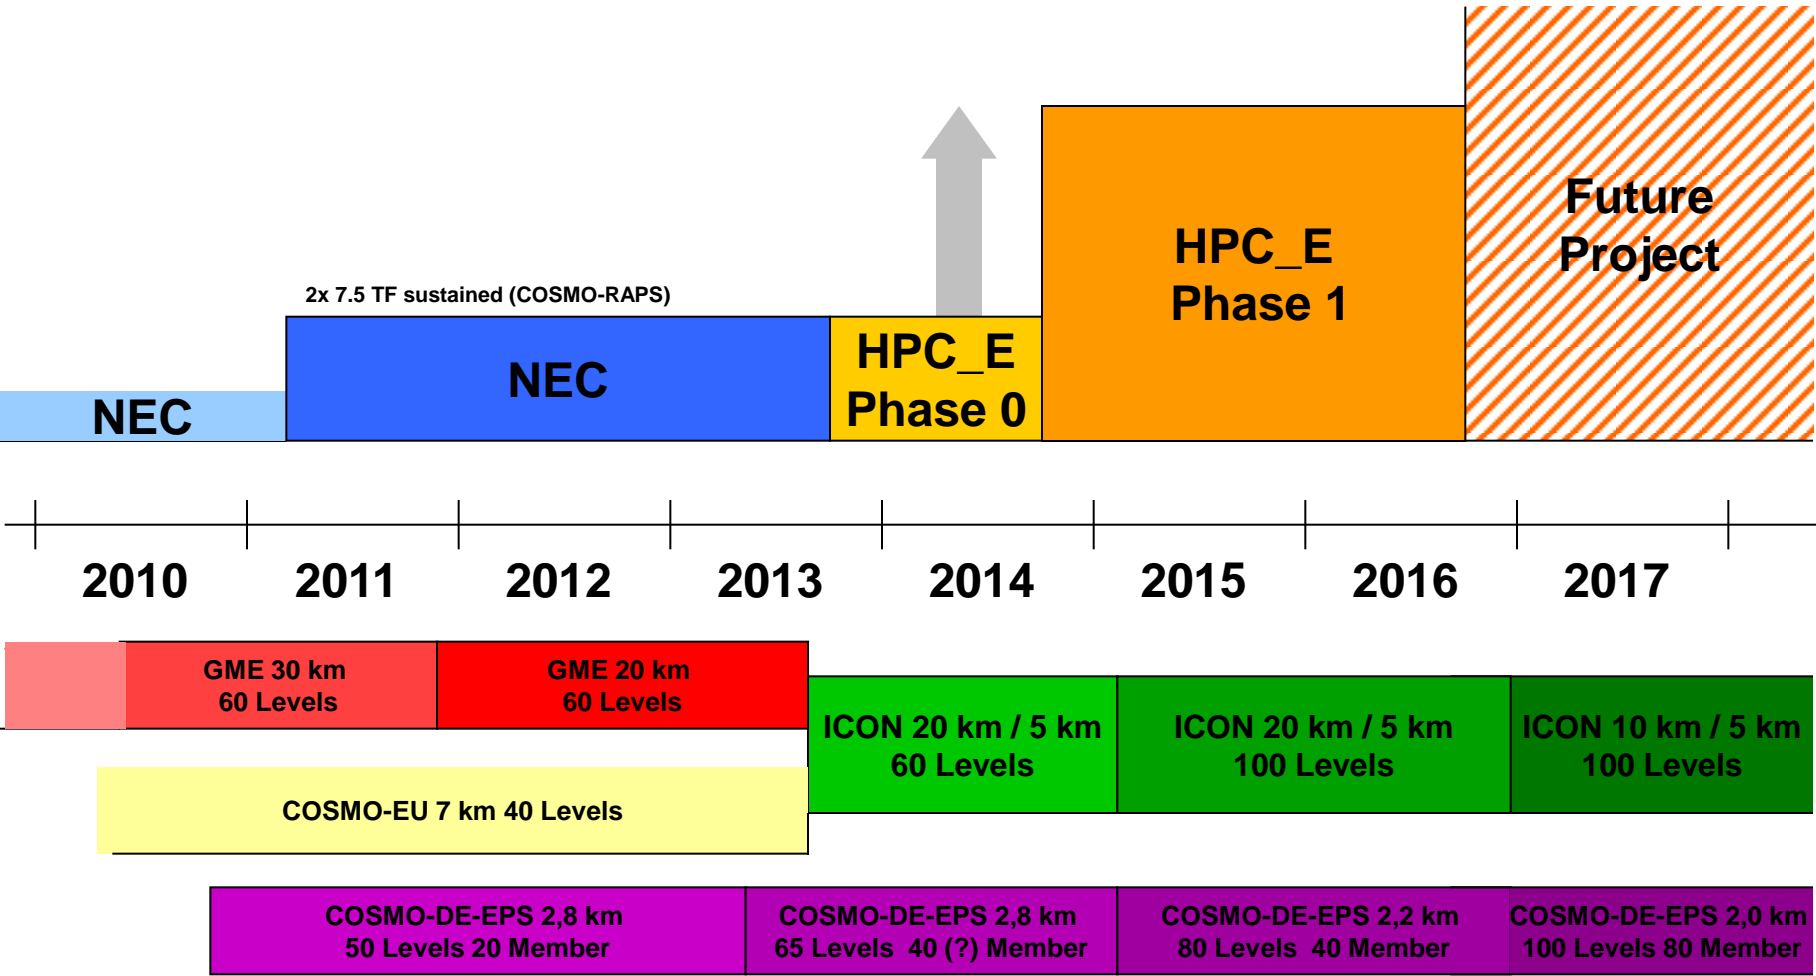 Future
Project
HPC_E
Phase 1
2x 7.5 TF sustained (COSMO-RAPS)
HPC_E
Phase 0
NEC
NEC
2010 2011 2012 2013 2014 2015 2016 2017
GME 30 km
60 Levels
GME 20 km
60 Levels
ICON 20 km / 5 km
60 Levels
ICON 20 km / 5 km
100 Levels
ICON 10 km / 5 km
100 Levels
COSMO-EU 7 km 40 Levels
COSMO-DE-EPS 2,8 km
50 Levels 20 Member
COSMO-DE-EPS 2,8 km
65 Levels 40 (?) Member
COSMO-DE-EPS 2,2 km
80 Levels 40 Member
COSMO-DE-EPS 2,0 km
100 Levels 80 Member